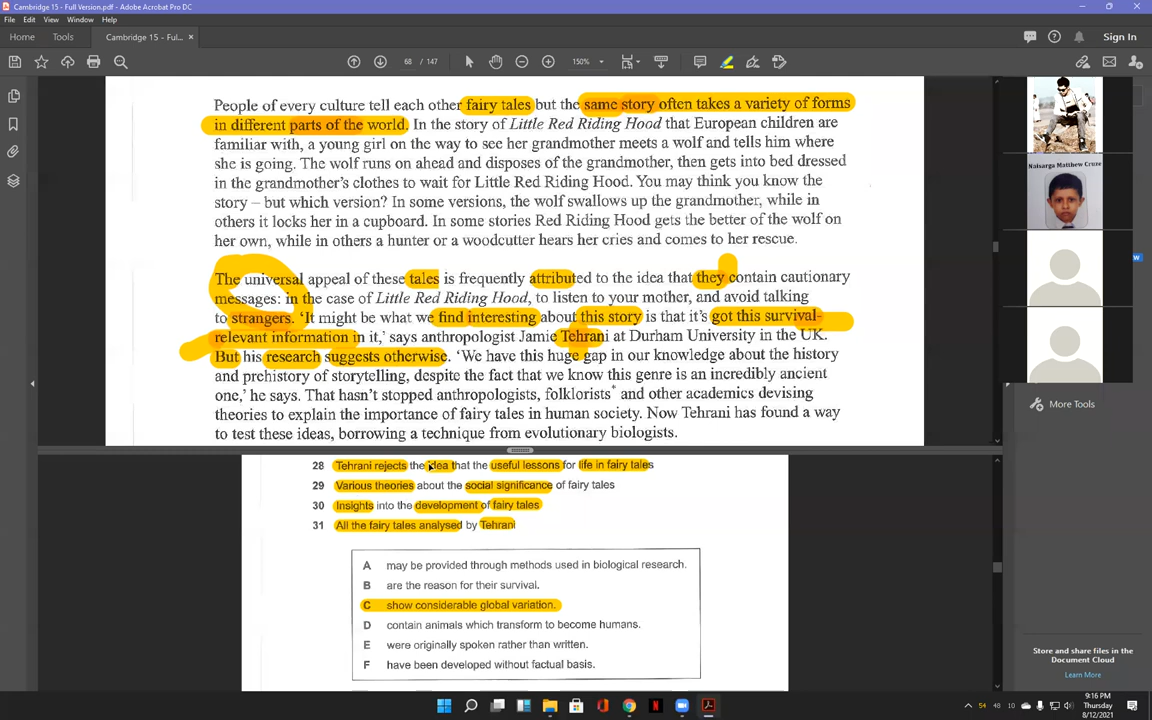 Cambridge 15 - Full Version.pdf - Adobe Acrobat Pro DC
File Edit View Window Help
Home Tools Cambridge 15 - Ful... × Sign In
68 / 147 150%
People of every culture tell each other fairy tales but the same story often takes a variety of forms
in different parts of the world. In the story of Little Red Riding Hood that European children are
familiar with, a young girl on the way to see her grandmother meets a wolf and tells him where
she is going. The wolf runs on ahead and disposes of the grandmother, then gets into bed dressed
in the grandmother's clothes to wait for Little Red Riding Hood. You may think you know the
story – but which version? In some versions, the wolf swallows up the grandmother, while in
others it locks her in a cupboard. In some stories Red Riding Hood gets the better of the wolf on
her own, while in others a hunter or a woodcutter hears her cries and comes to her rescue.
The universal appeal of these tales is frequently attributed to the idea that they contain cautionary
messages: in the case of Little Red Riding Hood, to listen to your mother, and avoid talking
to strangers. 'It might be what we find interesting about this story is that it's got this survival-
relevant information in it,' says anthropologist Jamie Tehrani at Durham University in the UK.
But his research suggests otherwise. 'We have this huge gap in our knowledge about the history
and prehistory of storytelling, despite the fact that we know this genre is an incredibly ancient
one,' he says. That hasn't stopped anthropologists, folklorists* and other academics devising
theories to explain the importance of fairy tales in human society. Now Tehrani has found a way
to test these ideas, borrowing a technique from evolutionary biologists.
28 Tehrani rejects the idea that the useful lessons for life in fairy tales
29 Various theories about the social significance of fairy tales
30 Insights into the development of fairy tales
31 All the fairy tales analysed by Tehrani
A may be provided through methods used in biological research.
B are the reason for their survival.
C show considerable global variation.
D contain animals which transform to become humans.
E were originally spoken rather than written.
F have been developed without factual basis.
Naisarga Matthew Cruze
More Tools
Store and share files in the
Document Cloud
Learn More
54 48 10
9:16 PM
Thursday
8/12/2021